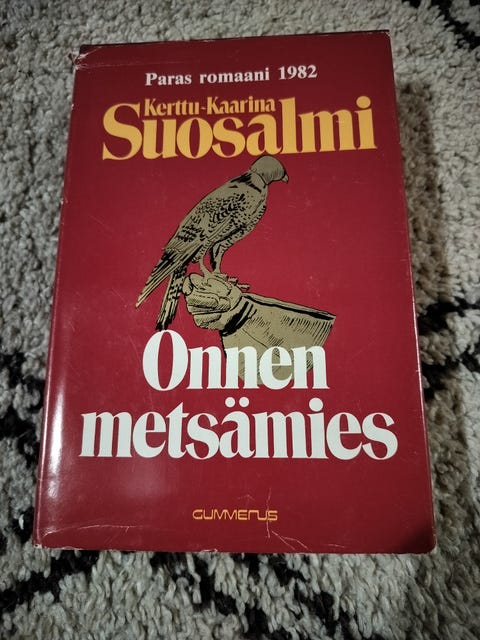 Paras romaani 1982
Kerttu-Kaarina
Suosalmi
Onnen
metsämies
GUMMERUS